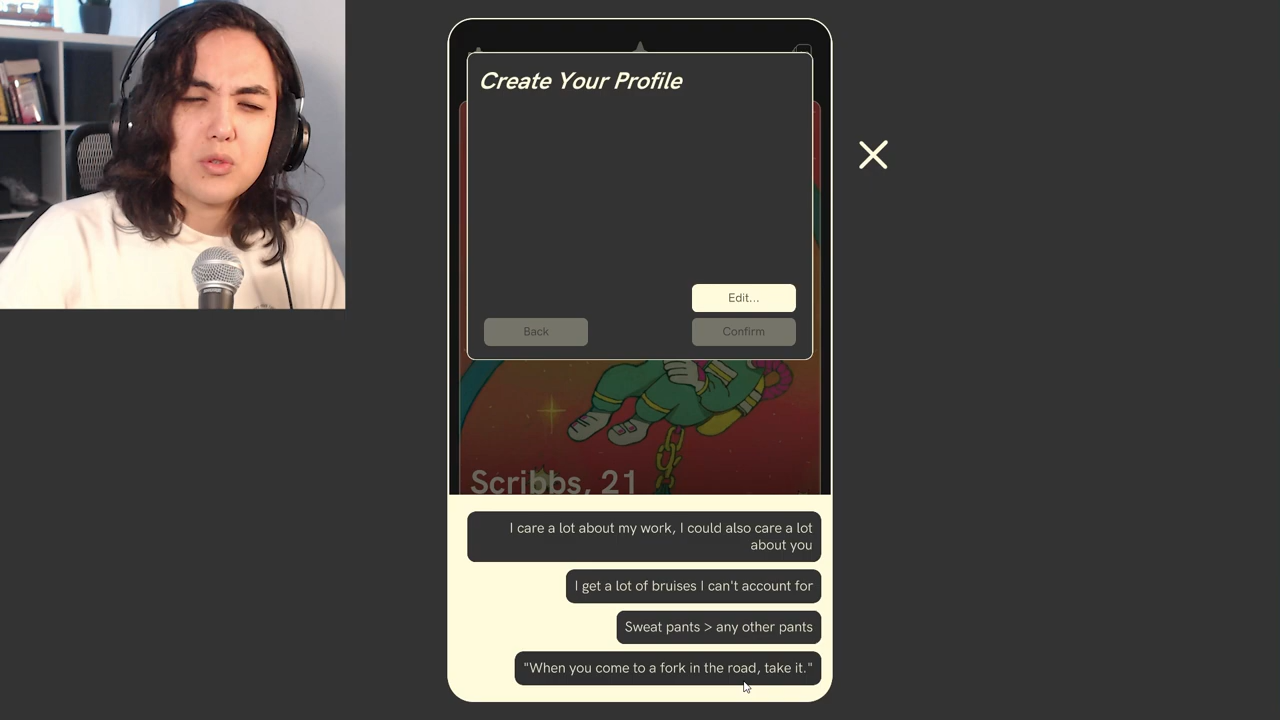 Create Your Profile
Edit...
Back
Confirm
Scribbs, 21
I care a lot about my work, I could also care a lot
about you
I get a lot of bruises I can't account for
Sweat pants > any other pants
"When you come to a fork in the road, take it."